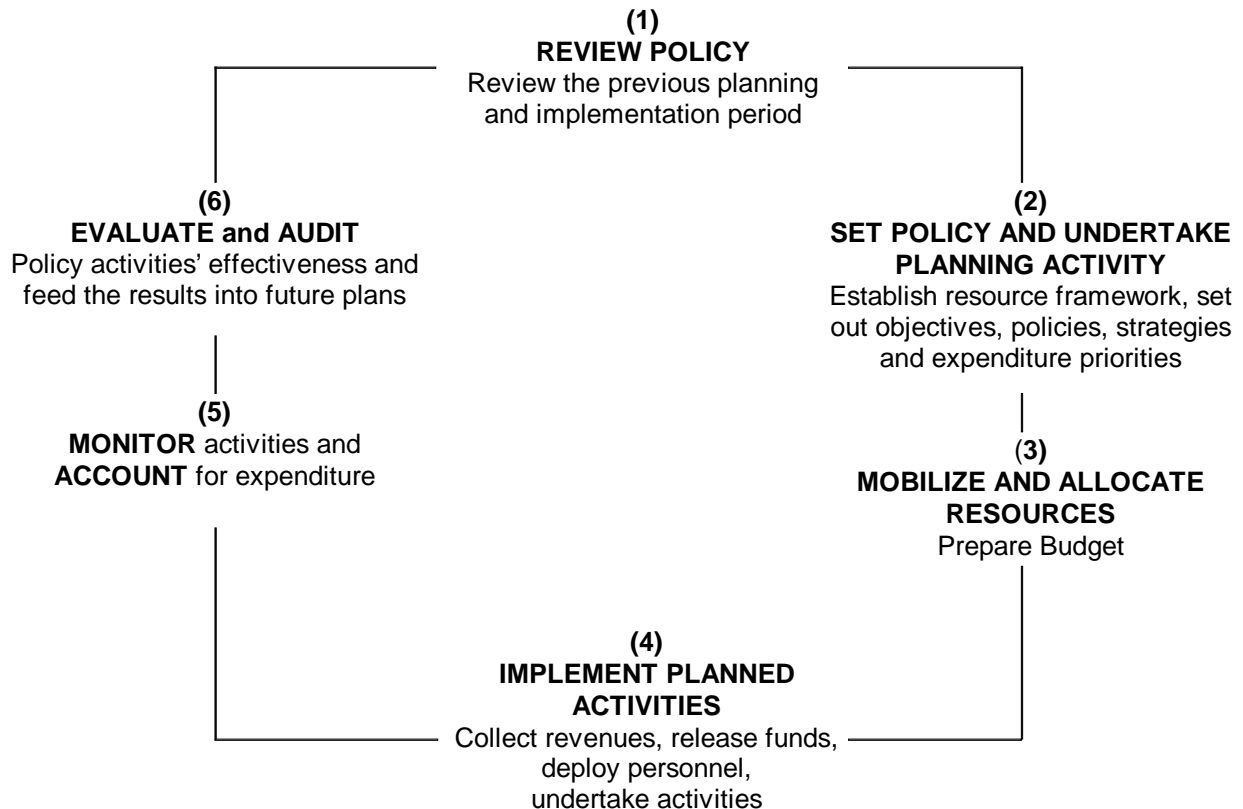 (1)
REVIEW POLICY
Review the previous planning
and implementation period
(2)
SET POLICY AND UNDERTAKE
PLANNING ACTIVITY
Establish resource framework, set
out objectives, policies, strategies
and expenditure priorities
(3)
MOBILIZE AND ALLOCATE
RESOURCES
Prepare Budget
(4)
IMPLEMENT PLANNED
ACTIVITIES
Collect revenues, release funds,
deploy personnel,
undertake activities
(5)
MONITOR activities and
ACCOUNT for expenditure
(6)
EVALUATE and AUDIT
Policy activities’ effectiveness and
feed the results into future plans